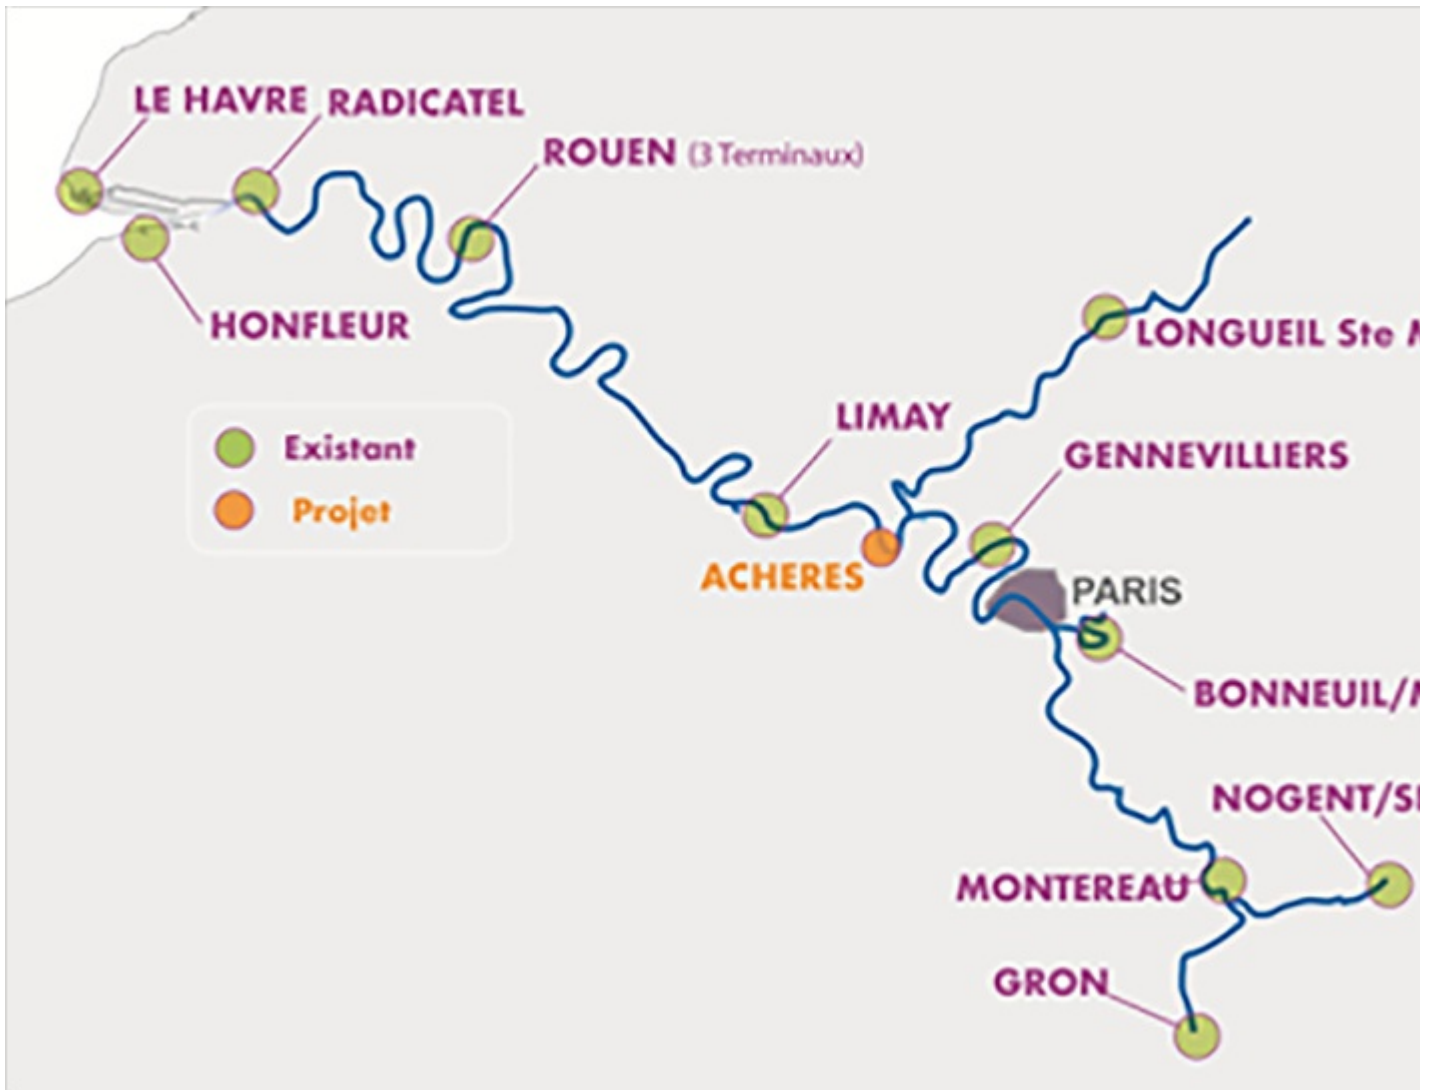 LE HAVRE
RADICATEL
ROUEN (3 Terminaux)
HONFLEUR
LONGUEIL Ste
LIMAY
Existant
GENNEVILLIERS
Projet
ACHERES
PARIS
BONNEUIL/
NOGENT/
MONTEREAU
GRON